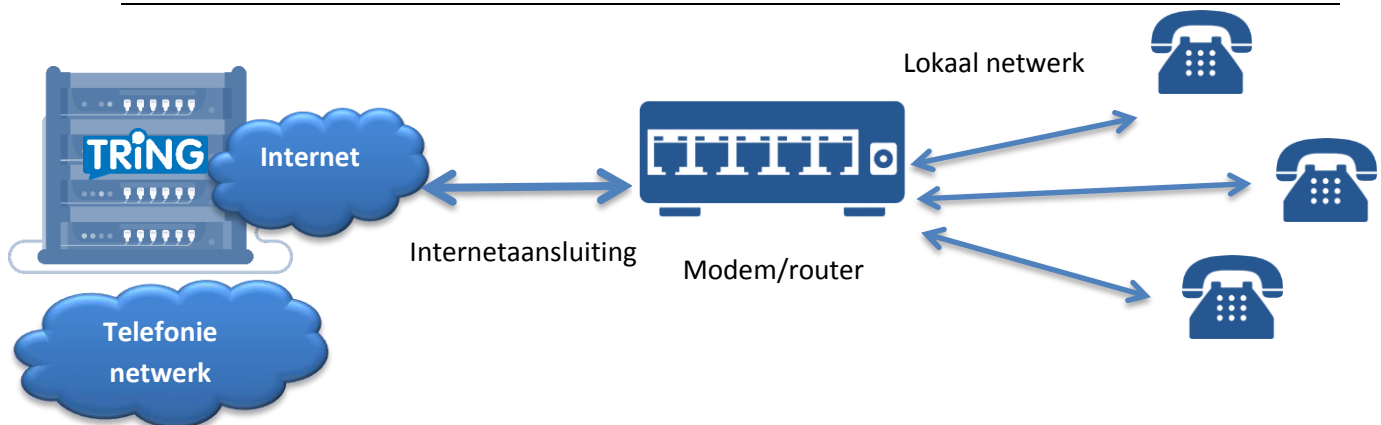 Lokaal netwerk
TRiNG
Internet
Internetaansluiting
Modem/router
Telefonie
netwerk